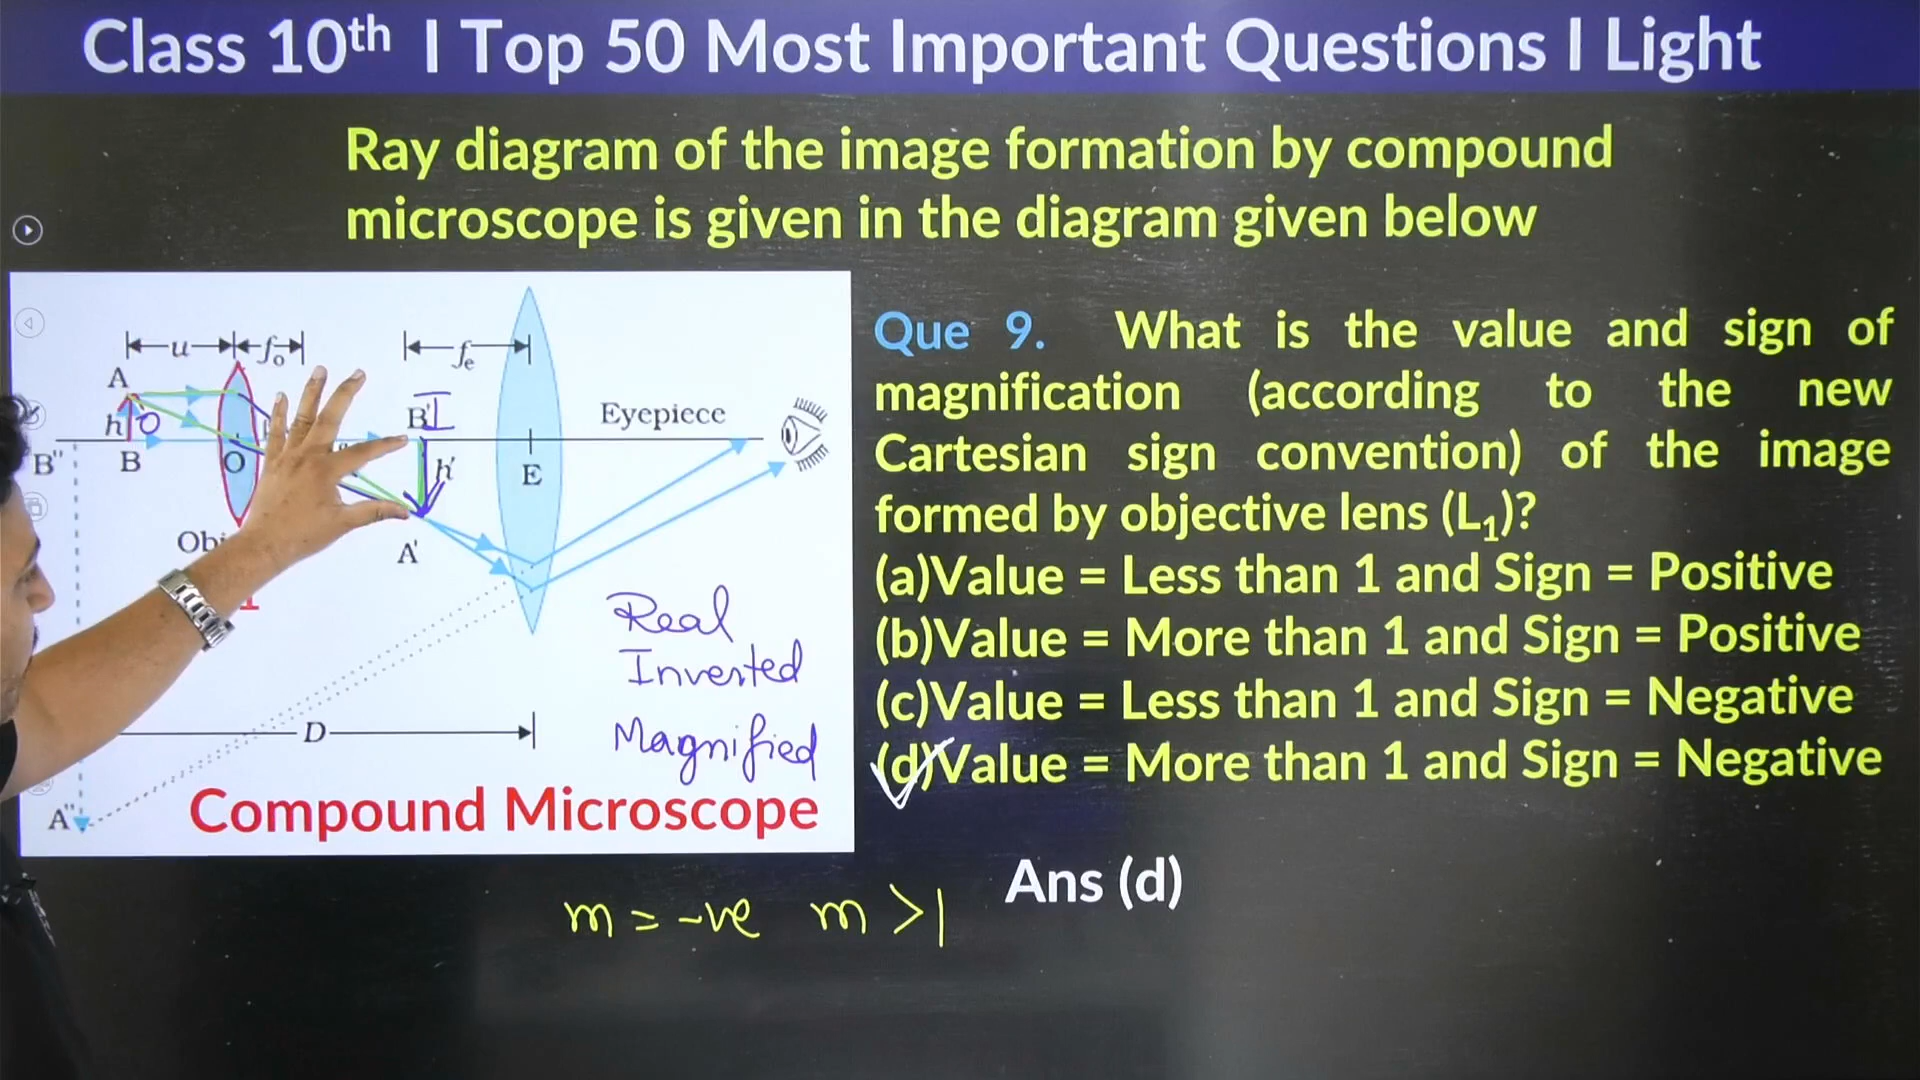 Class 10th I Top 50 Most Important Questions I Light
Ray diagram of the image formation by compound
microscope is given in the diagram given below
u
fo
fe
A
h
O
B
B"
O
Obj
B'
I
h'
A'
E
Eyepiece
D
A"
Real
Inverted
Magnified
Compound Microscope
Que 9. What is the value and sign of
magnification (according to the new
Cartesian sign convention) of the image
formed by objective lens (L1)?
(a)Value = Less than 1 and Sign = Positive
(b)Value = More than 1 and Sign = Positive
(c)Value = Less than 1 and Sign = Negative
(d)Value = More than 1 and Sign = Negative
Ans (d)
m = -ve m >1